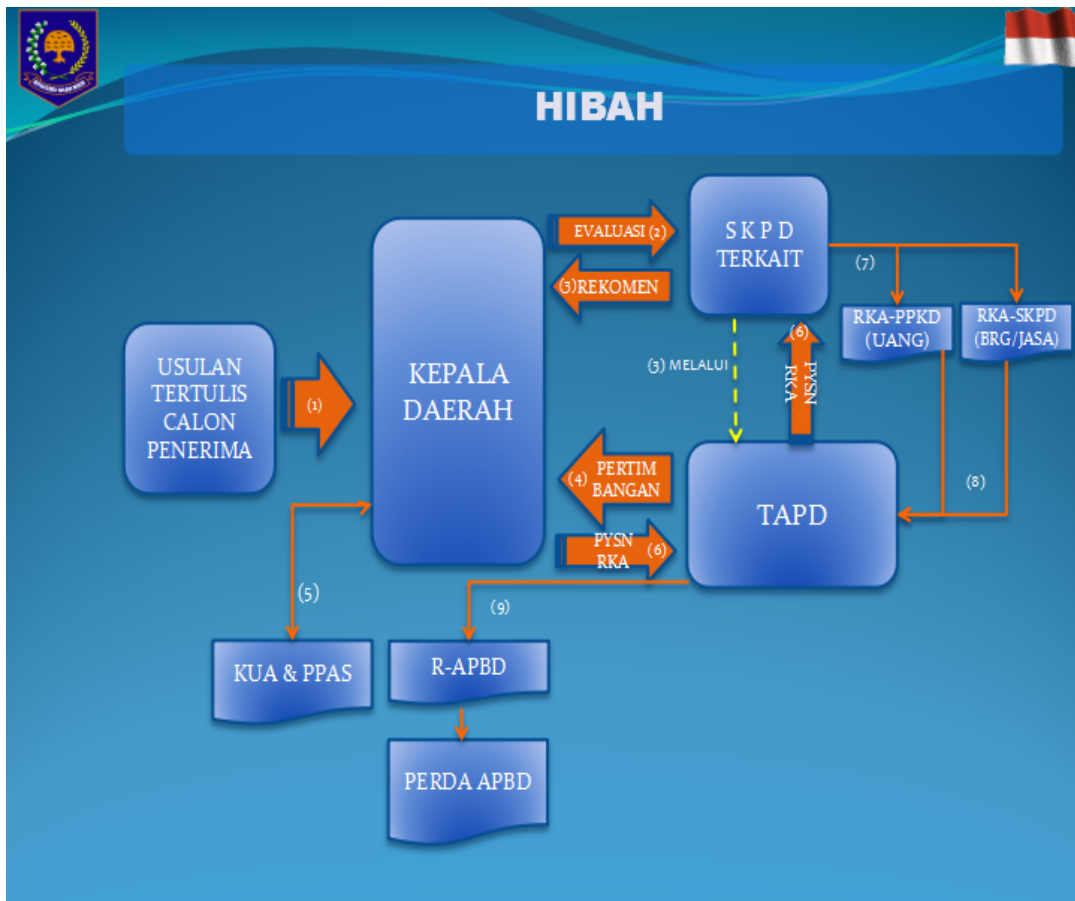 HIBAH
USULAN
TERTULIS
CALON
PENERIMA
(1)
KEPALA
DAERAH
EVALUASI (2)
(3)REKOMEN
S K P D
TERKAIT
(7)
RKA-PPKD
(UANG)
RKA-SKPD
(BRG/JASA)
(3) MELALUI
(6)
PYSN
RKA
(4) PERTIM
BANGAN
PYSN (6)
RKA
TAPD
(8)
(5)
(9)
KUA & PPAS
R-APBD
PERDA APBD